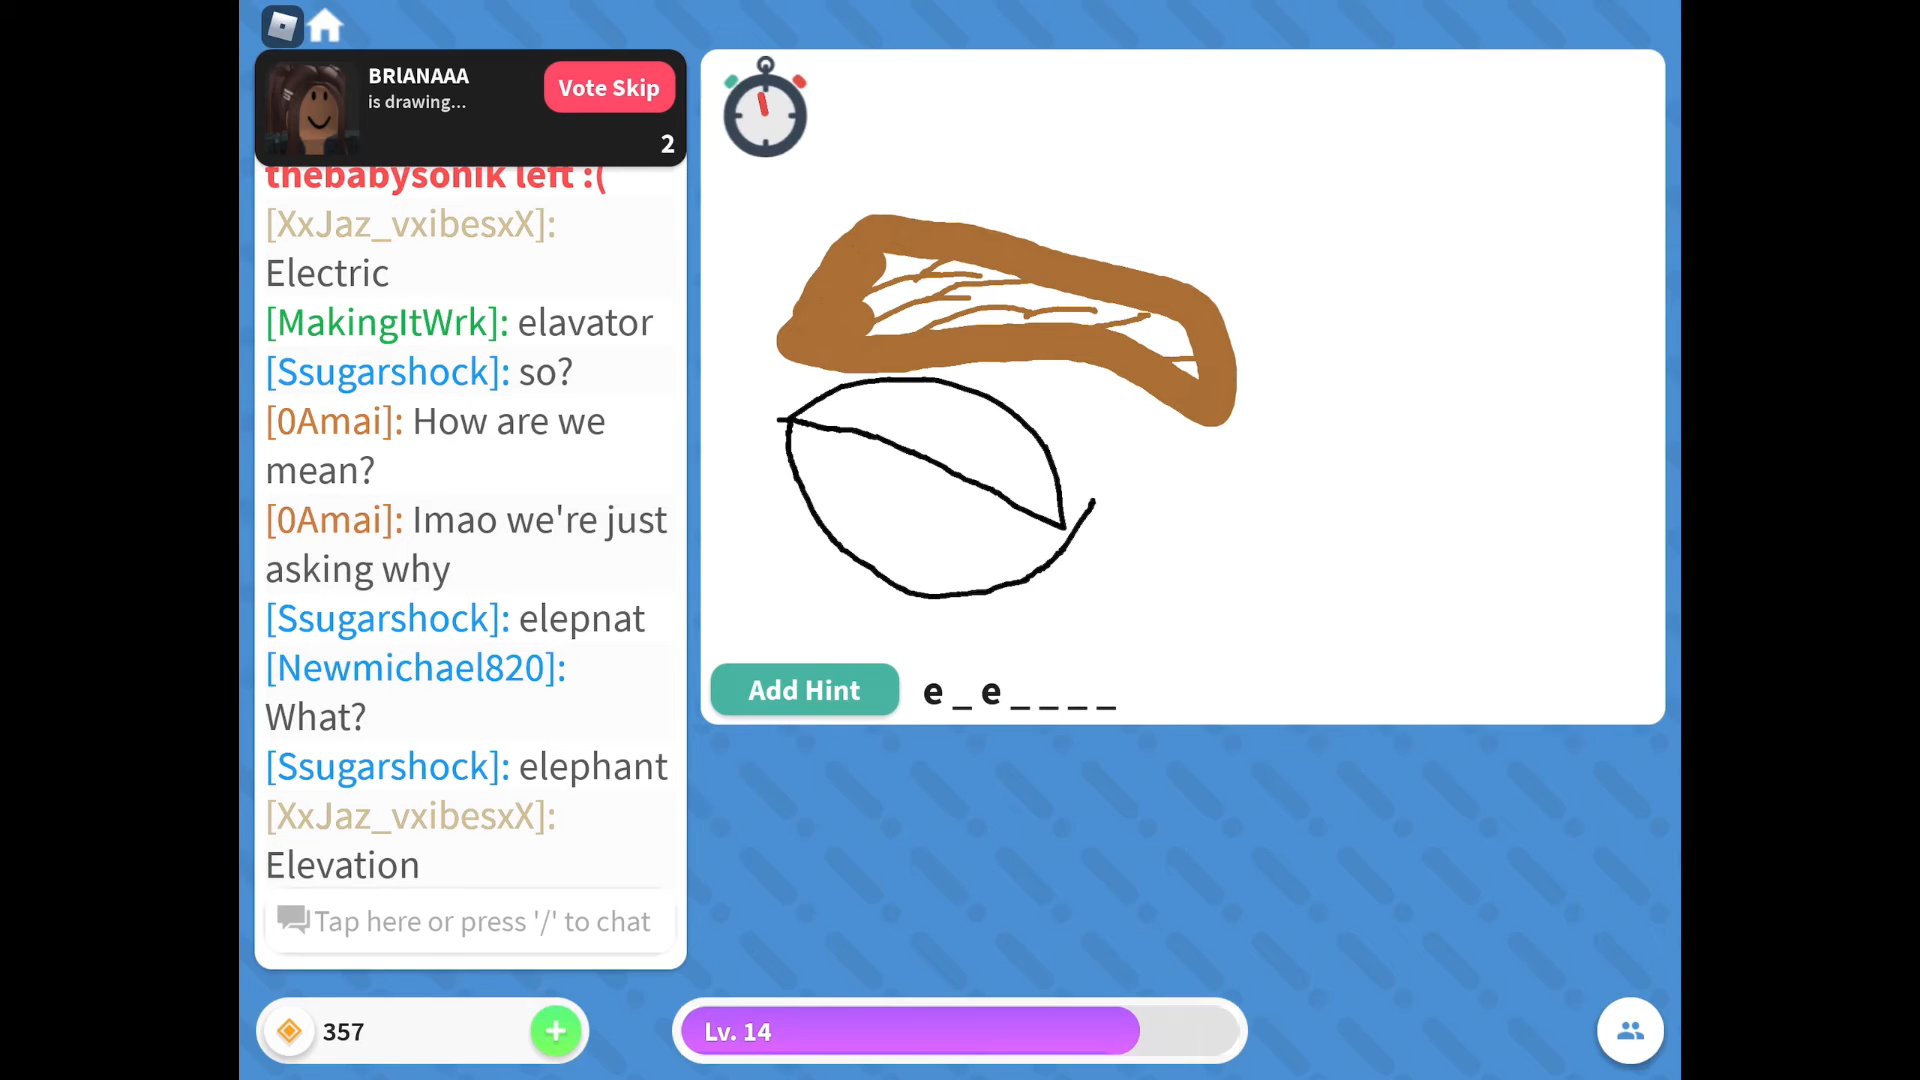 BRlANAAA
is drawing...
Vote Skip
2
thebabysonik left :(
[XxJaz_vxibesxX]:
Electric
[MakingItWrk]: elavator
[Ssugarshock]: so?
[0Amai]: How are we
mean?
[0Amai]: lmao we're just
asking why
[Ssugarshock]: elepnat
[Newmichael820]:
What?
[Ssugarshock]: elephant
[XxJaz_vxibesxX]:
Elevation
Tap here or press '/' to chat
Add Hint
e _ e _ _ _ _
357
Lv. 14